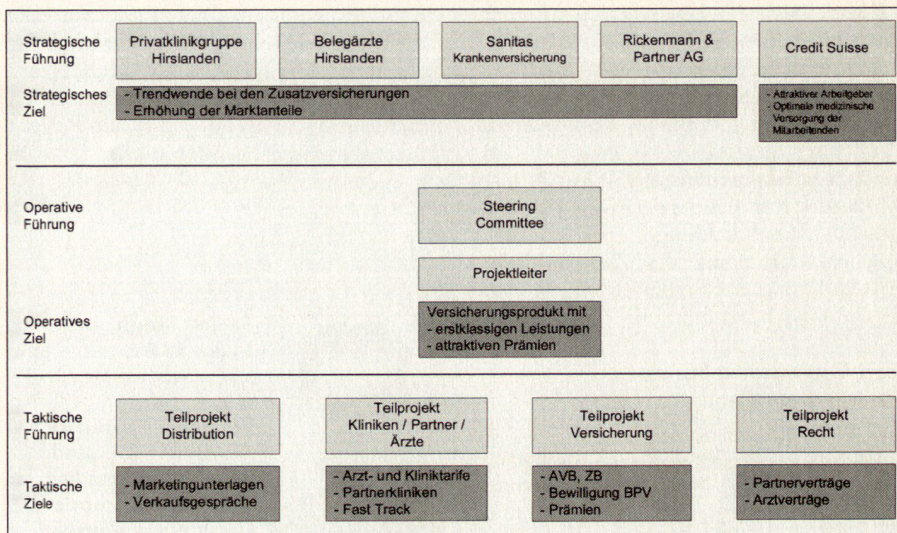 Strategische
Führung
Privatklinikgruppe
Hirslanden
Belegärzte
Hirslanden
Sanitas
Krankenversicherung
Rickenmann &
Partner AG
Credit Suisse
Strategisches
Ziel
- Trendwende bei den Zusatzversicherungen
- Erhöhung der Marktanteile
- Attraktiver Arbeitgeber
- Optimale medizinische
Versorgung der
Mitarbeitenden
Operative
Führung
Steering
Committee
Projektleiter
Operatives
Ziel
Versicherungsprodukt mit
- erstklassigen Leistungen
- attraktiven Prämien
Taktische
Führung
Teilprojekt
Distribution
Teilprojekt
Kliniken / Partner /
Ärzte
Teilprojekt
Versicherung
Teilprojekt
Recht
Taktische
Ziele
- Marketingunterlagen
- Verkaufsgespräche
- Arzt- und Kliniktarife
- Partnerkliniken
- Fast Track
- AVB, ZB
- Bewilligung BPV
- Prämien
- Partnerverträge
- Arztverträge